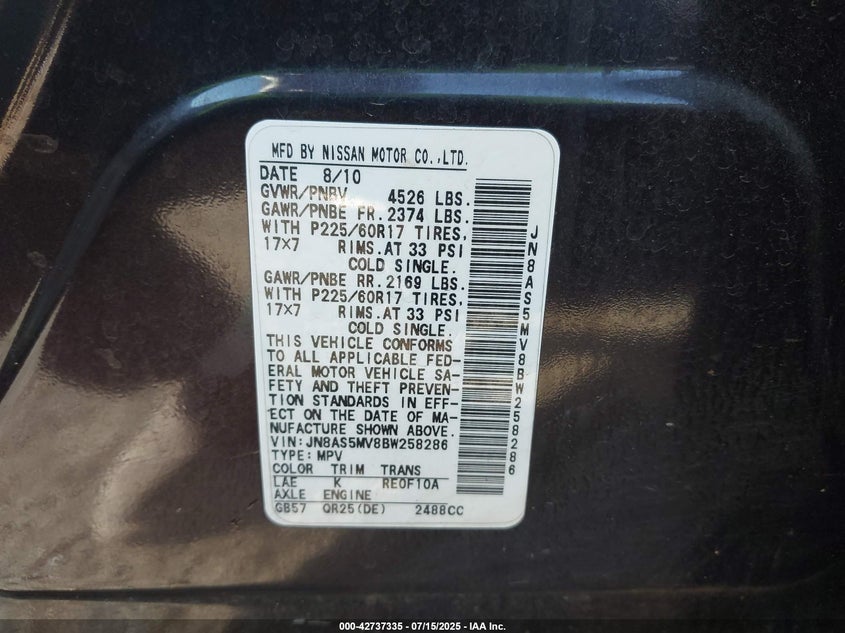 MFD BY NISSAN MOTOR CO.,LTD.
DATE 8/10
GVWR/PNBV 4526 LBS.
GAWR/PNBE FR. 2374 LBS.
WITH P225/60R17 TIRES,
17×7 RIMS.AT 33 PSI
COLD SINGLE.
GAWR/PNBE RR. 2169 LBS.
WITH P225/60R17 TIRES,
17×7 RIMS.AT 33 PSI
COLD SINGLE.
THIS VEHICLE CONFORMS
TO ALL APPLICABLE FED-
ERAL MOTOR VEHICLE SA-
FETY AND THEFT PREVEN-
TION STANDARDS IN EFF-
ECT ON THE DATE OF MA-
NUFACTURE SHOWN ABOVE.
VIN: JN8AS5MV8BW258286
TYPE: MPV
COLOR TRIM TRANS
LAE K RE0F10A
AXLE ENGINE
GB57 QR25(DE) 2488CC
JN8AS5MV8BW258286
000-42737335 - 07/15/2025 - IAA Inc.